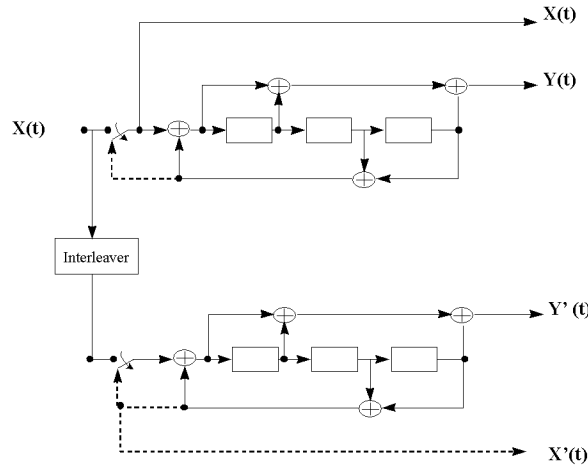 X(t)
Y(t)
X(t)
Interleaver
Y’ (t)
X’(t)